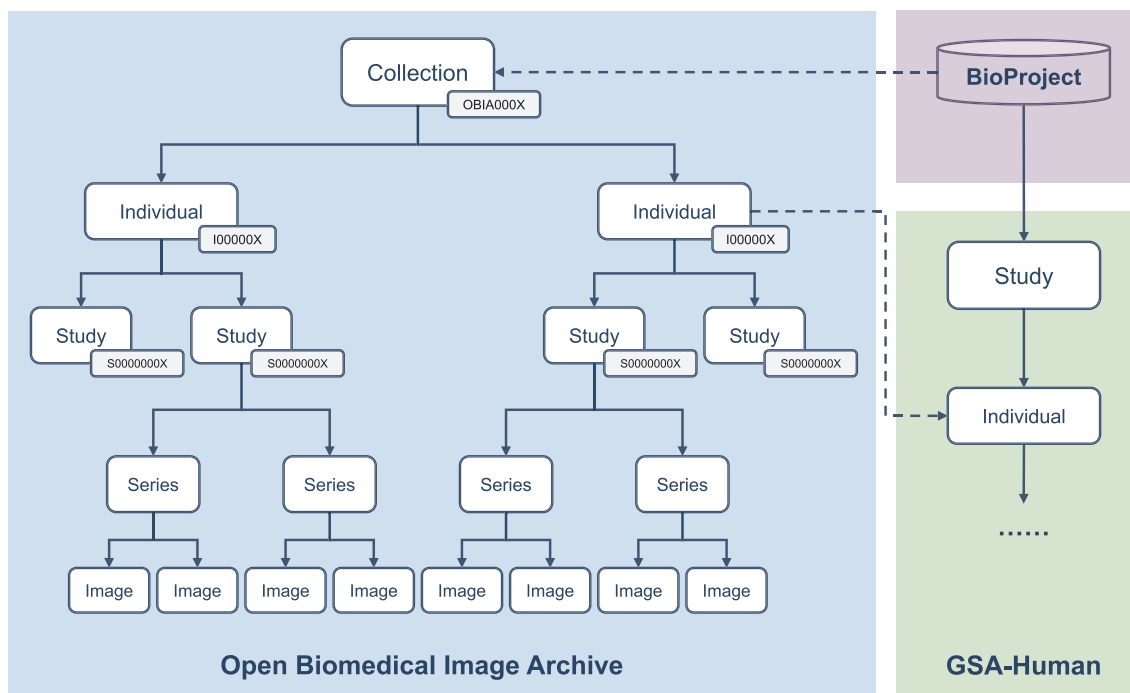 Collection
OBIA000X
BioProject
Individual
I00000X
Individual
I00000X
Study
Study
S0000000X
Study
S0000000X
Study
S0000000X
Study
S0000000X
Individual
Series
Series
Series
Series
......
Image
Image
Image
Image
Image
Image
Image
Image
Open Biomedical Image Archive
GSA-Human